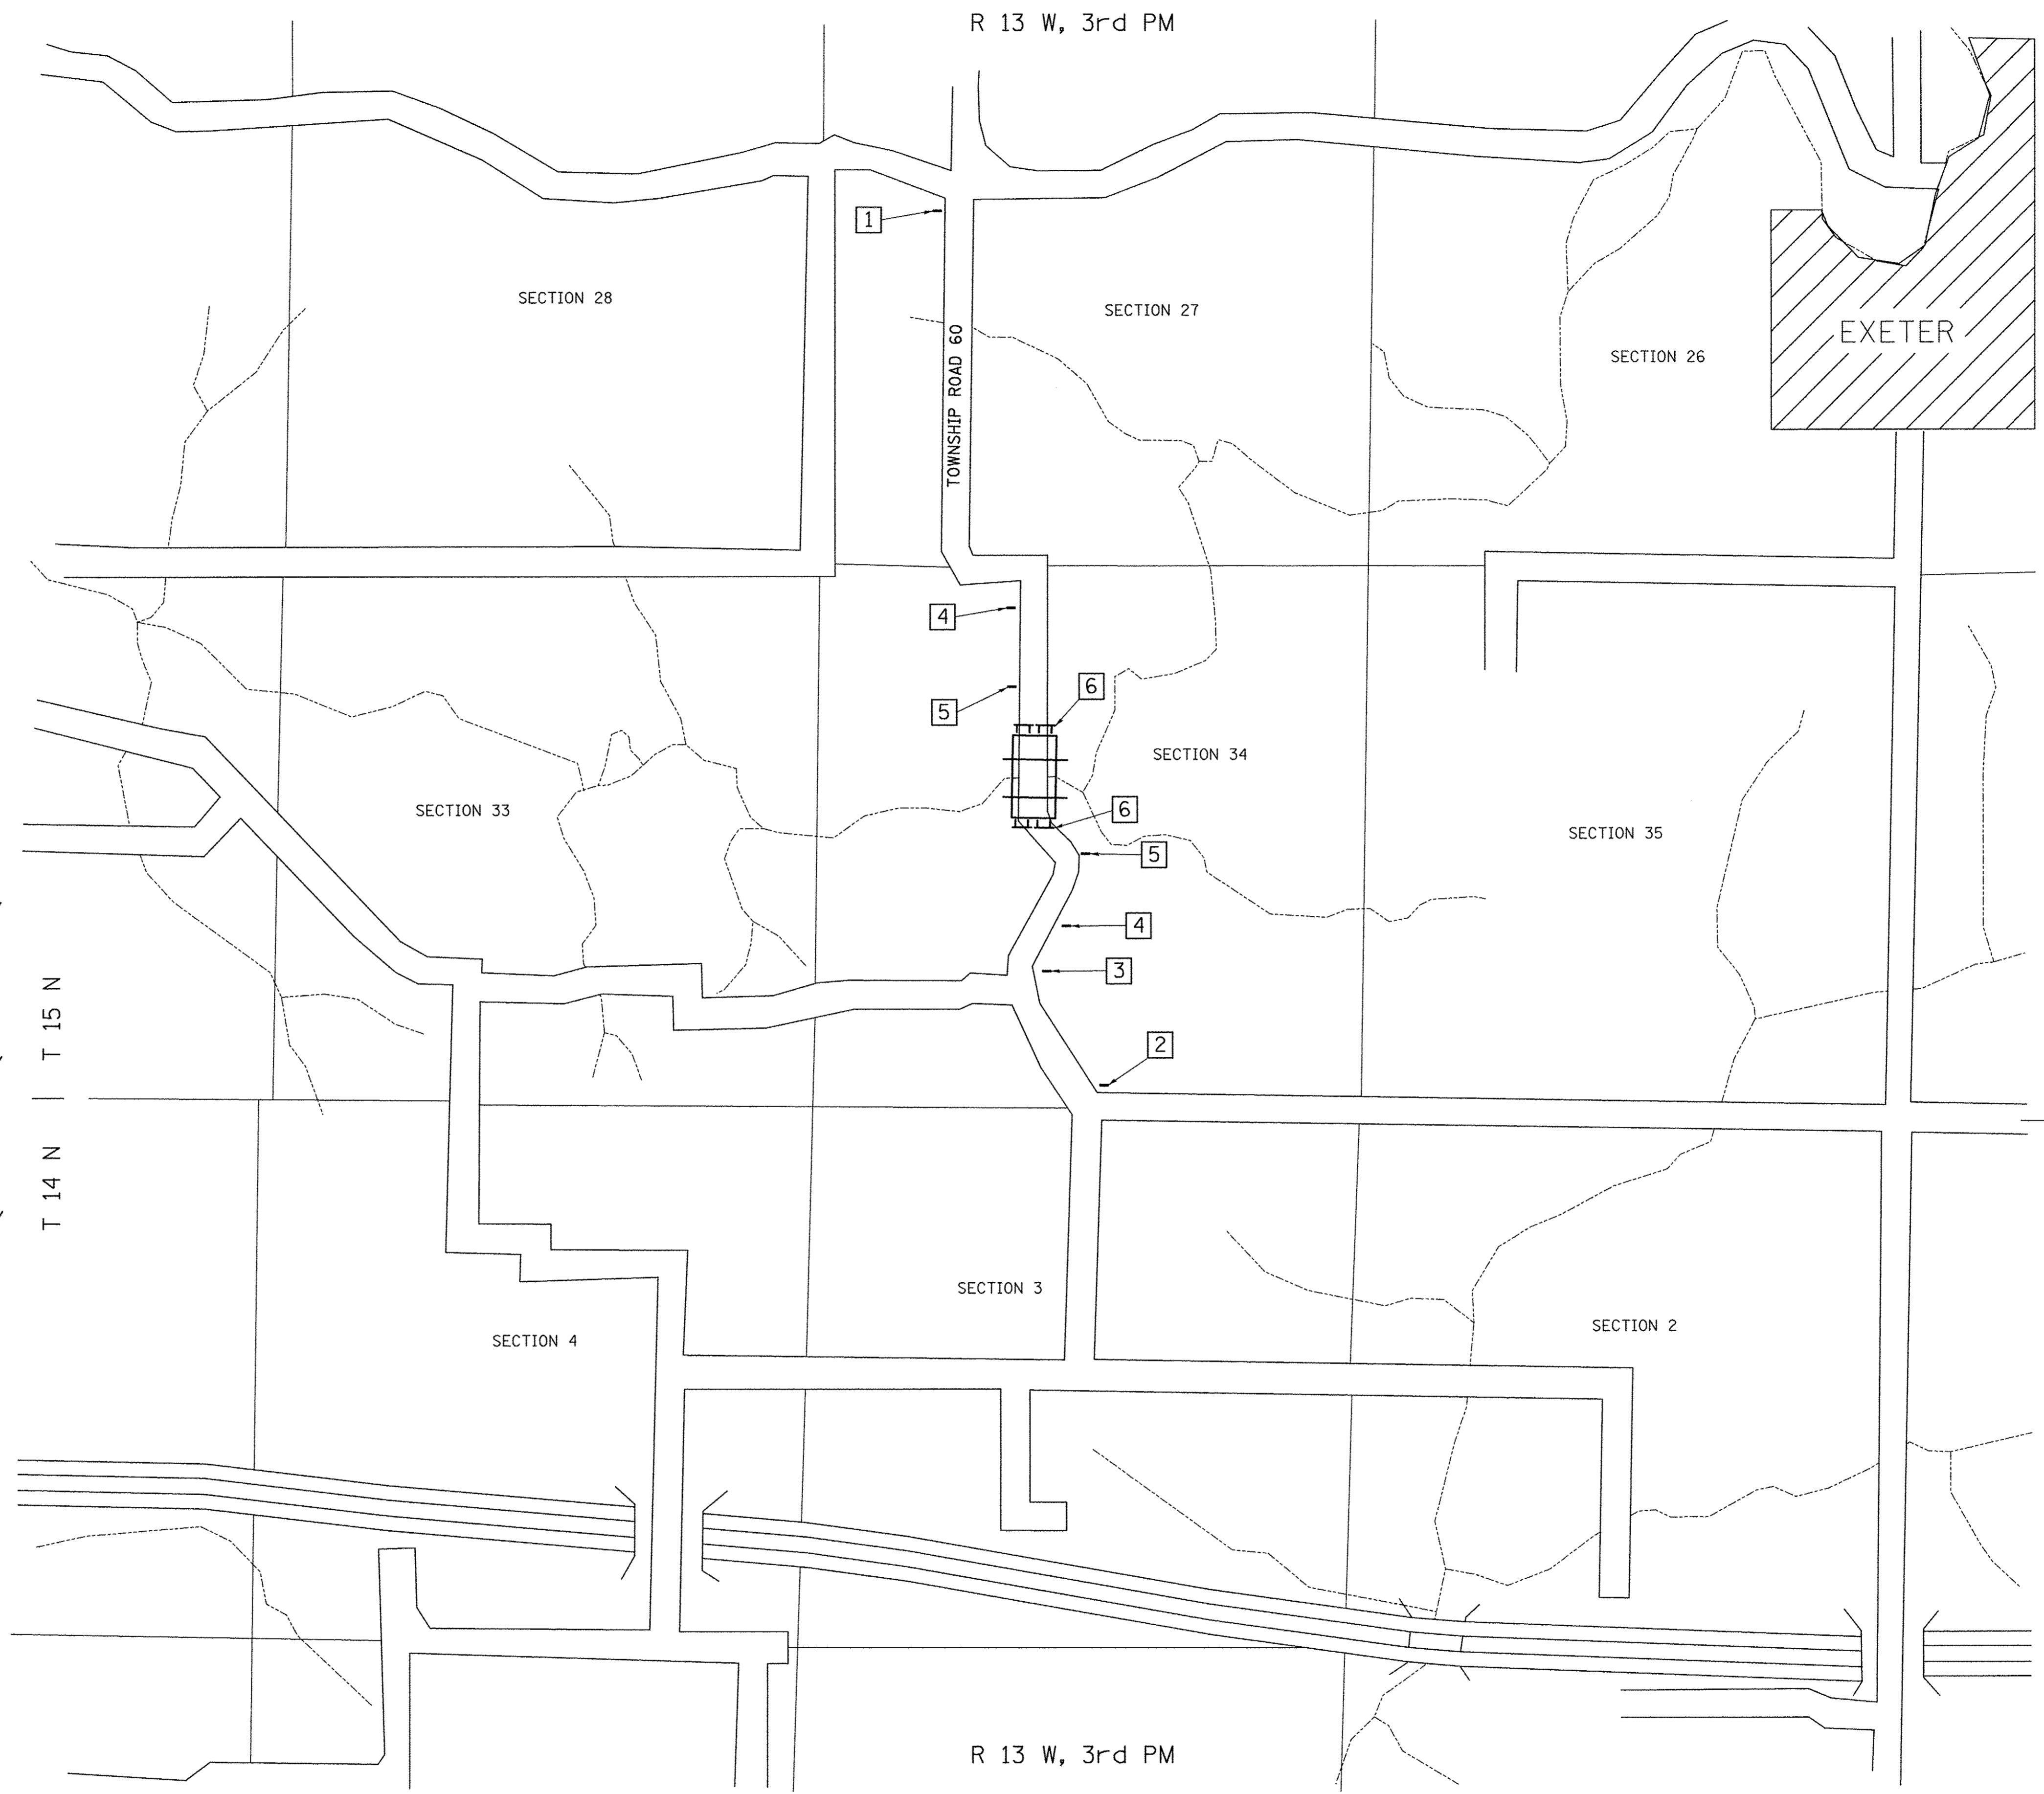 R 13 W, 3rd PM
1
SECTION 28
SECTION 27
EXETER
SECTION 26
TOWNSHIP ROAD 60
4
6
5
SECTION 34
SECTION 33
6
SECTION 35
5
4
3
T 15 N
2
T 14 N
SECTION 3
SECTION 2
SECTION 4
R 13 W, 3rd PM